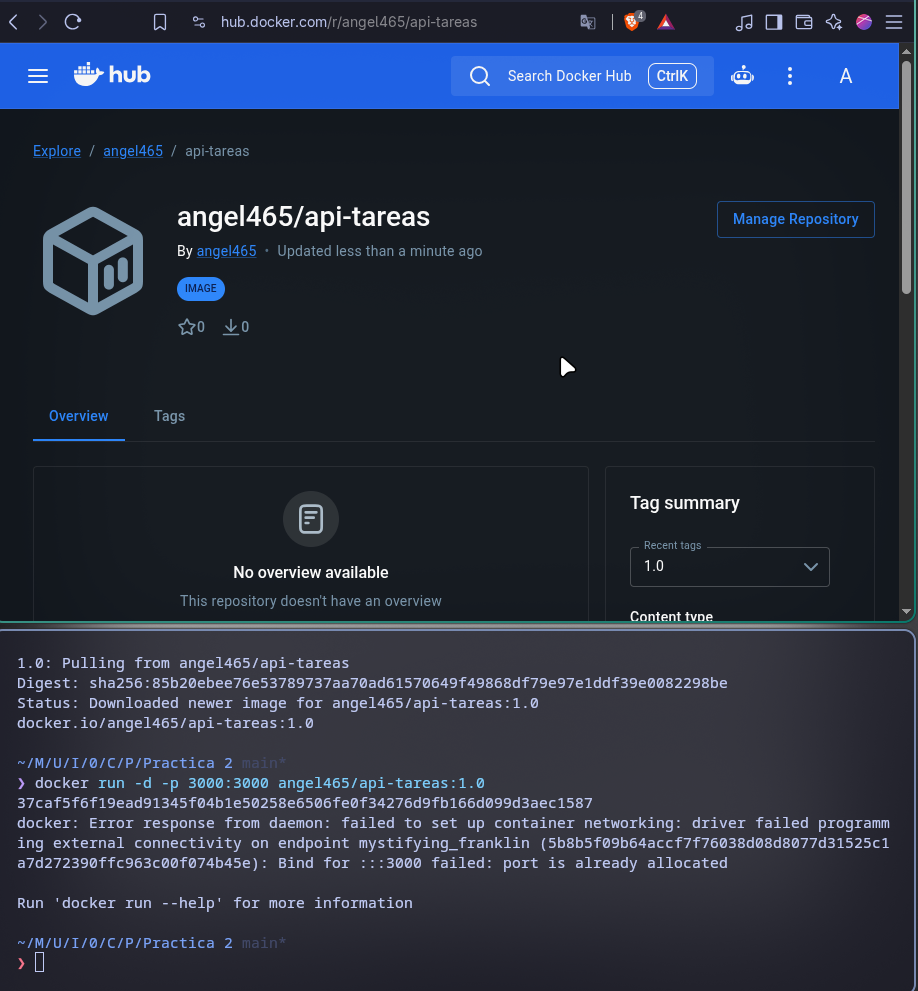 hub.docker.com/r/angel465/api-tareas
4
hub
Search Docker Hub
CtrlK
A
Explore / angel465 / api-tareas
angel465/api-tareas
Manage Repository
By angel465 • Updated less than a minute ago
IMAGE
0 0
Overview Tags
No overview available
This repository doesn't have an overview
Tag summary
Recent tags
1.0
Content type
1.0: Pulling from angel465/api-tareas
Digest: sha256:85b20ebee76e53789737aa70ad61570649f49868df79e97e1ddf39e0082298be
Status: Downloaded newer image for angel465/api-tareas:1.0
docker.io/angel465/api-tareas:1.0
~/M/U/I/0/C/P/Practica 2 main*
❯ docker run -d -p 3000:3000 angel465/api-tareas:1.0
37caf5f6f19ead91345f04b1e50258e6506fe0f34276d9fb166d099d3aec1587
docker: Error response from daemon: failed to set up container networking: driver failed programm
ing external connectivity on endpoint mystifying_franklin (5b8b5f09b64accf7f76038d08d8077d31525c1
a7d272390ffc963c00f074b45e): Bind for :::3000 failed: port is already allocated
Run 'docker run --help' for more information
~/M/U/I/0/C/P/Practica 2 main*
❯